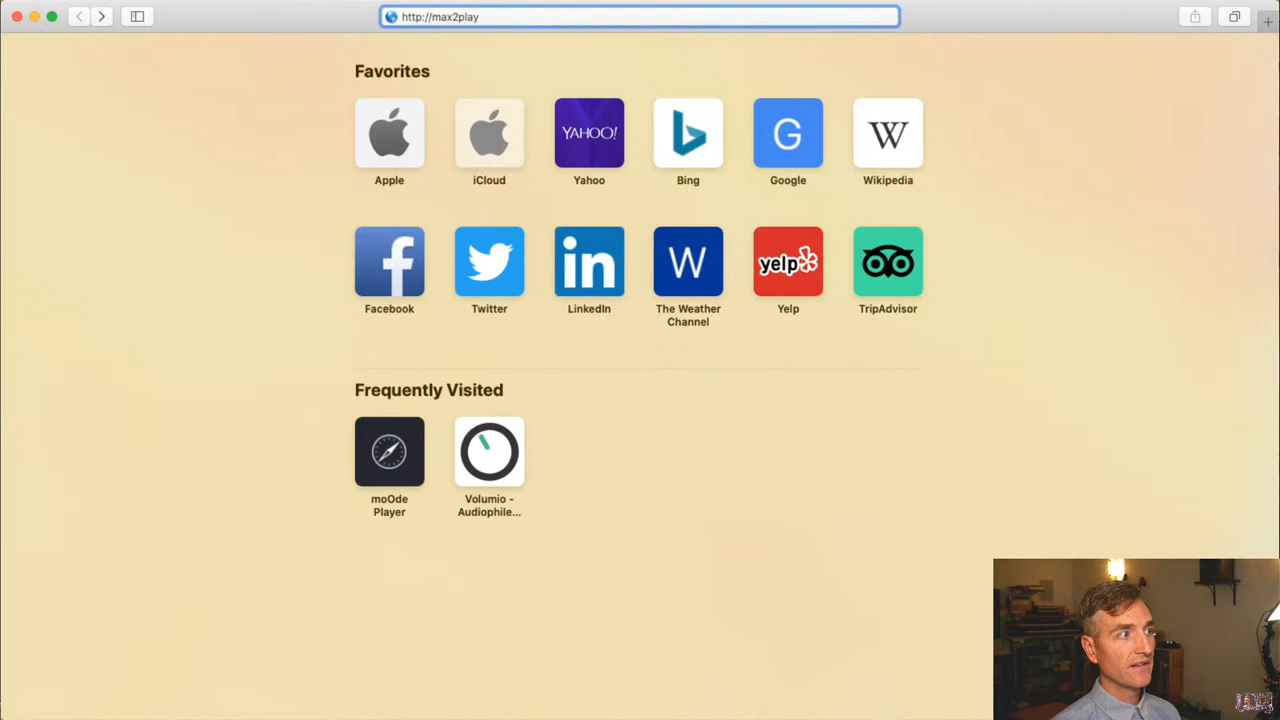 http://max2play
Favorites
YAHOO!
G
W
Apple
iCloud
Yahoo
Bing
Google
Wikipedia
f
in
W
yelp
Facebook
Twitter
LinkedIn
The Weather
Channel
Yelp
TripAdvisor
Frequently Visited
moOde
Player
Volumio -
Audiophile...